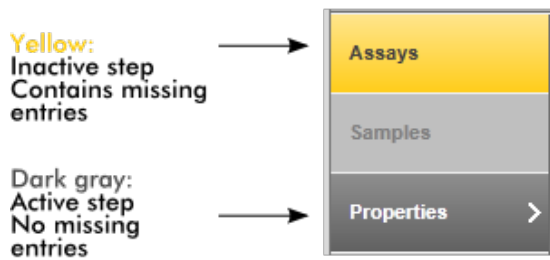 Yellow:
Inactive step
Contains missing
entries
Assays
Samples
Dark gray:
Active step
No missing
entries
Properties